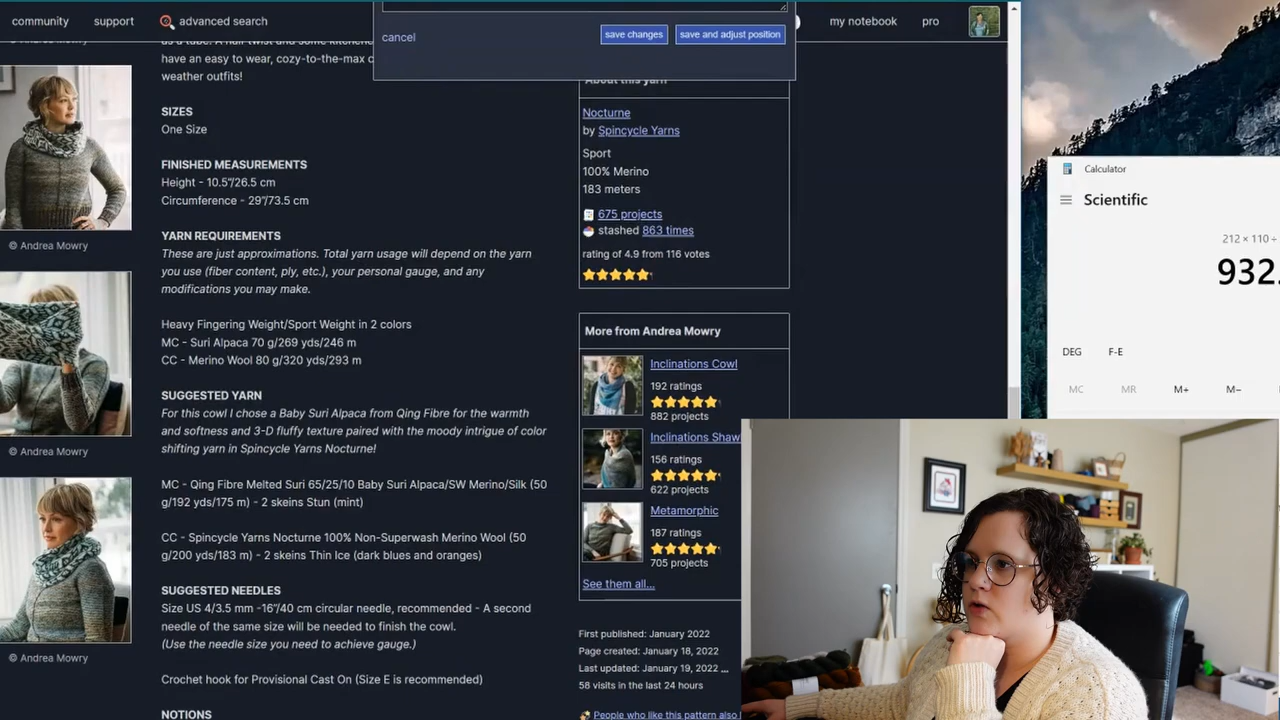 community
support
advanced search
my notebook
pro
cancel
save changes
save and adjust position
have an easy to wear, cozy-to-the-max c
weather outfits!
SIZES
One Size
FINISHED MEASUREMENTS
Height - 10.5"/26.5 cm
Circumference - 29"/73.5 cm
YARN REQUIREMENTS
These are just approximations. Total yarn usage will depend on the yarn
you use (fiber content, ply, etc.), your personal gauge, and any
modifications you may make.
Heavy Fingering Weight/Sport Weight in 2 colors
MC - Suri Alpaca 70 g/269 yds/246 m
CC - Merino Wool 80 g/320 yds/293 m
SUGGESTED YARN
For this cowl I chose a Baby Suri Alpaca from Qing Fibre for the warmth
and softness and 3-D fluffy texture paired with the moody intrigue of color
shifting yarn in Spincycle Yarns Nocturne!
MC - Qing Fibre Melted Suri 65/25/10 Baby Suri Alpaca/SW Merino/Silk (50
g/192 yds/175 m) - 2 skeins Stun (mint)
CC - Spincycle Yarns Nocturne 100% Non-Superwash Merino Wool (50
g/200 yds/183 m) - 2 skeins Thin Ice (dark blues and oranges)
SUGGESTED NEEDLES
Size US 4/3.5 mm -16"/40 cm circular needle, recommended - A second
needle of the same size will be needed to finish the cowl.
(Use the needle size you need to achieve gauge.)
Crochet hook for Provisional Cast On (Size E is recommended)
NOTIONS
© Andrea Mowry
© Andrea Mowry
© Andrea Mowry
© Andrea Mowry
About this yarn
Nocturne
by Spincycle Yarns
Sport
100% Merino
183 meters
675 projects
stashed 863 times
rating of 4.9 from 116 votes
More from Andrea Mowry
Inclinations Cowl
192 ratings
882 projects
Inclinations Shaw
156 ratings
622 projects
Metamorphic
187 ratings
705 projects
See them all...
First published: January 2022
Page created: January 18, 2022
Last updated: January 19, 2022 ...
58 visits in the last 24 hours
People who like this pattern also l
Calculator
Scientific
212 × 110 ÷
932.
DEG
F-E
MC
MR
M+
M−